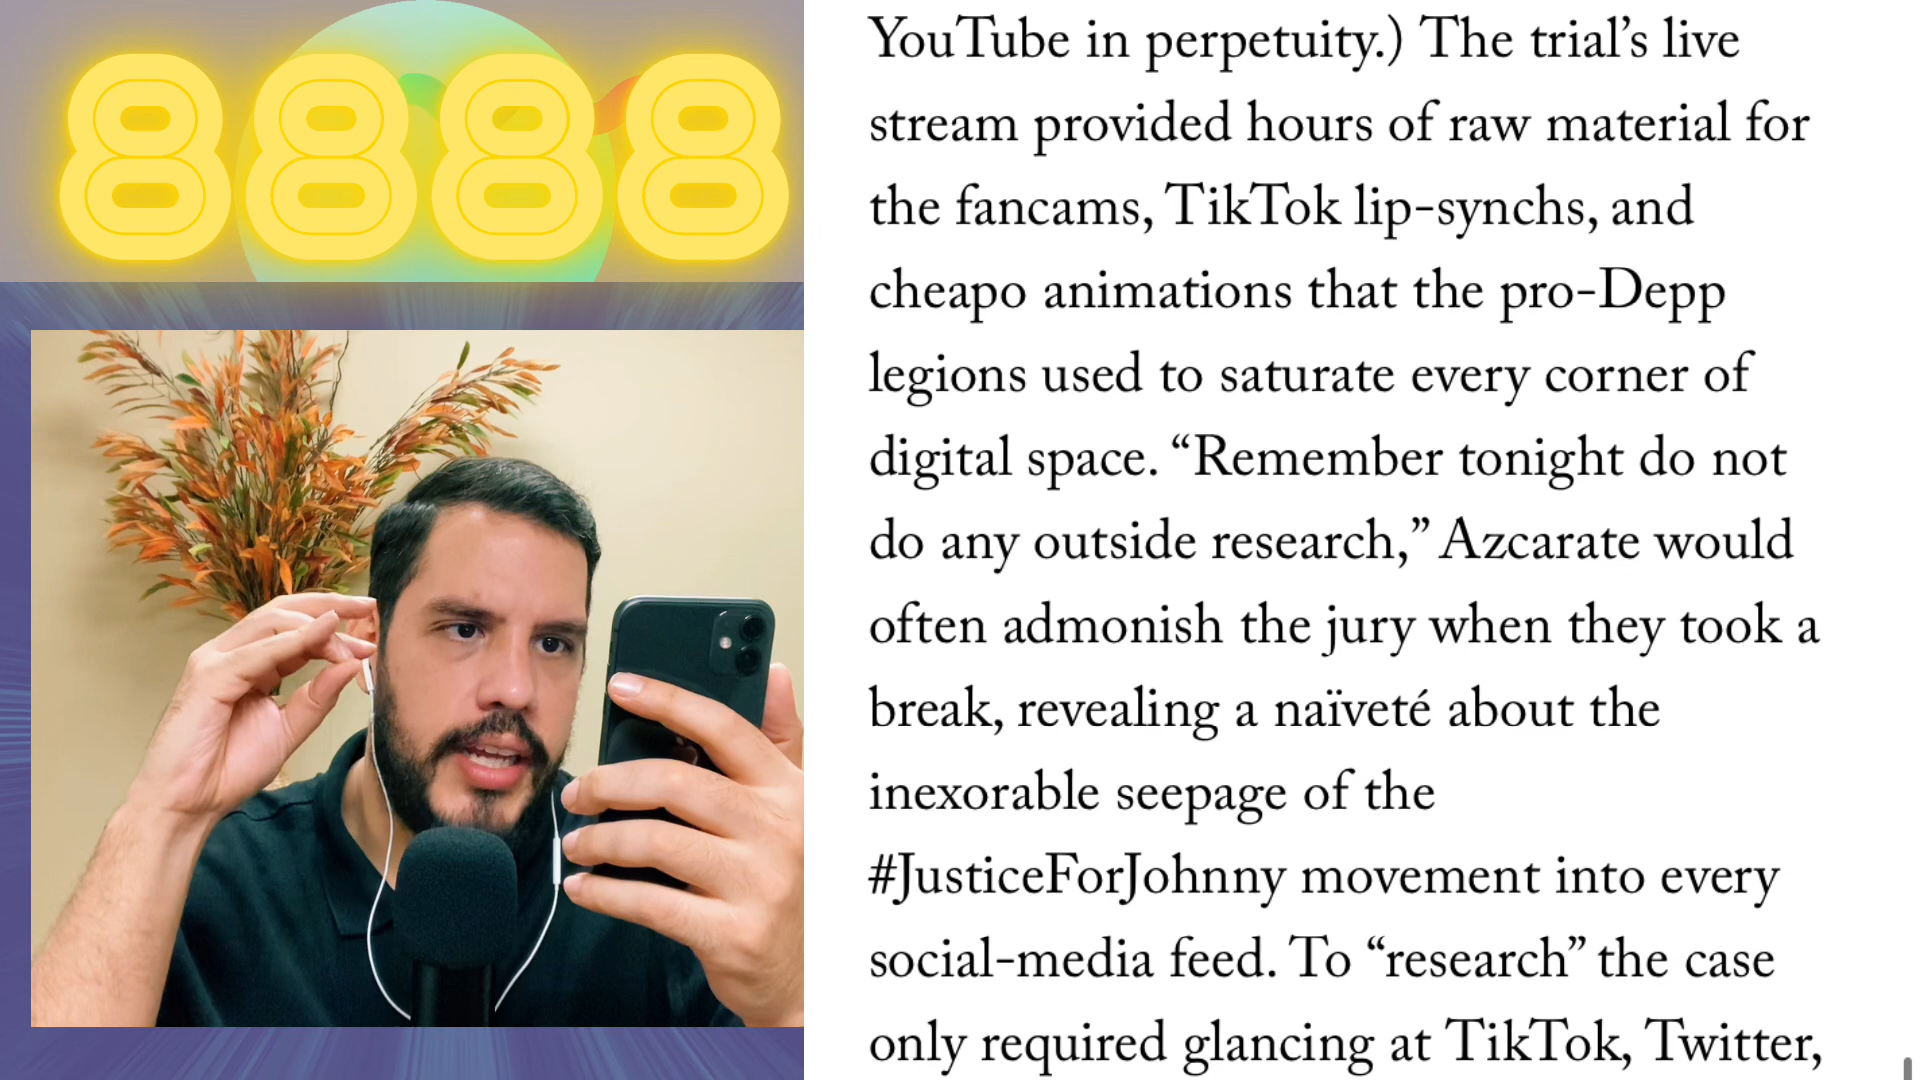 8888
YouTube in perpetuity.) The trial’s live
stream provided hours of raw material for
the fancams, TikTok lip-synchs, and
cheapo animations that the pro-Depp
legions used to saturate every corner of
digital space. “Remember tonight do not
do any outside research,” Azcarate would
often admonish the jury when they took a
break, revealing a naïveté about the
inexorable seepage of the
#JusticeForJohnny movement into every
social-media feed. To “research” the case
only required glancing at TikTok, Twitter,